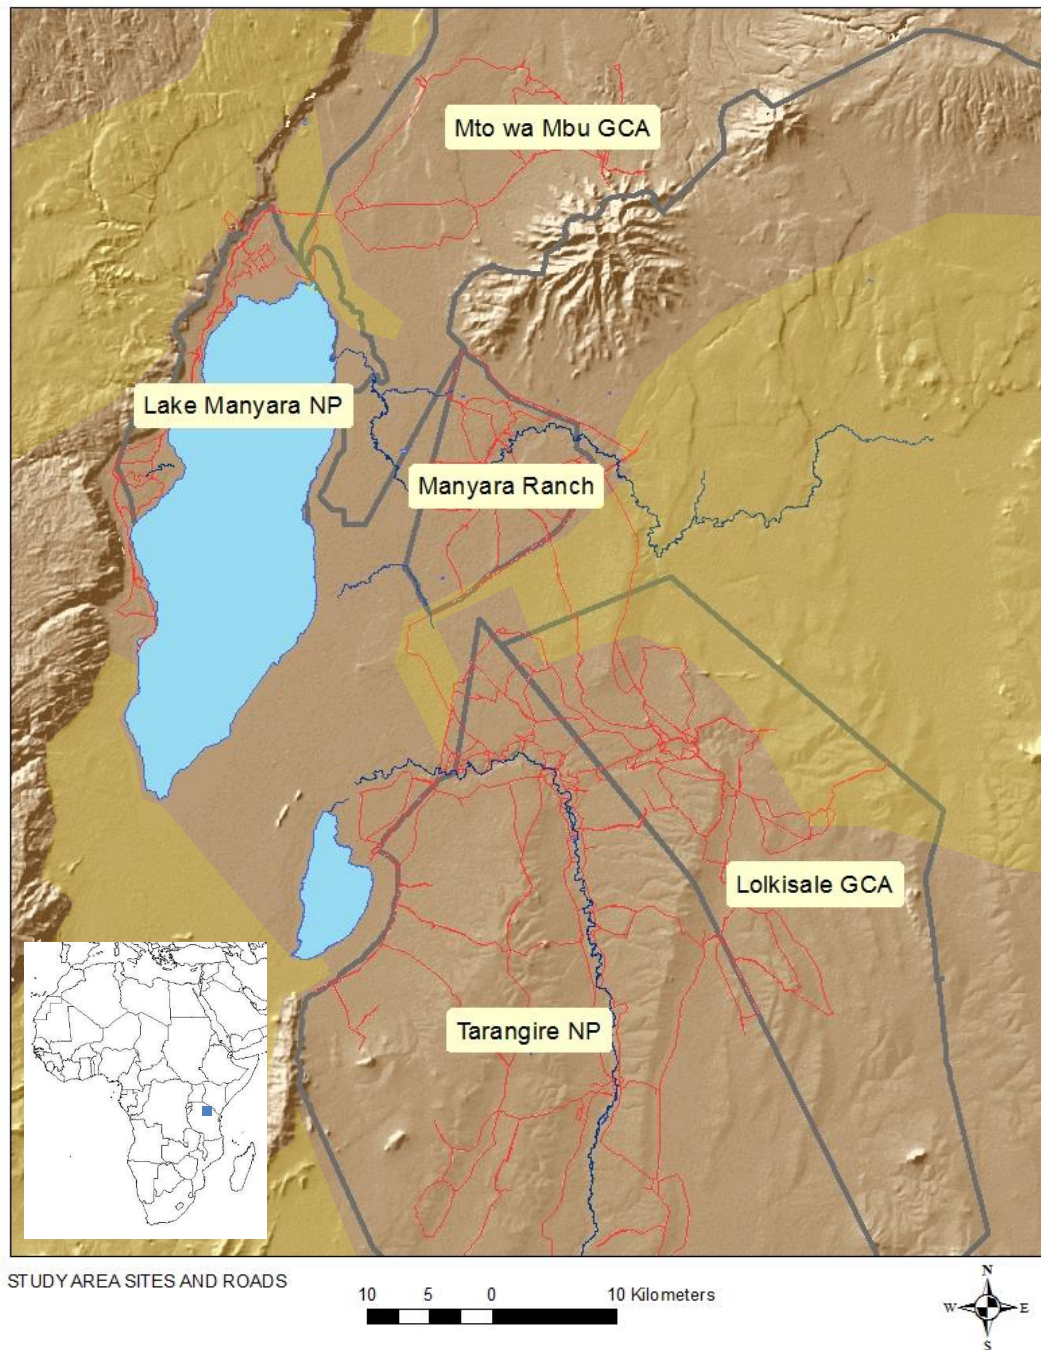 Mto wa Mbu GCA
Lake Manyara NP
Manyara Ranch
Lolkisale GCA
Tarangire NP
STUDY AREA SITES AND ROADS
10 5 0 10 Kilometers
N
W E
S